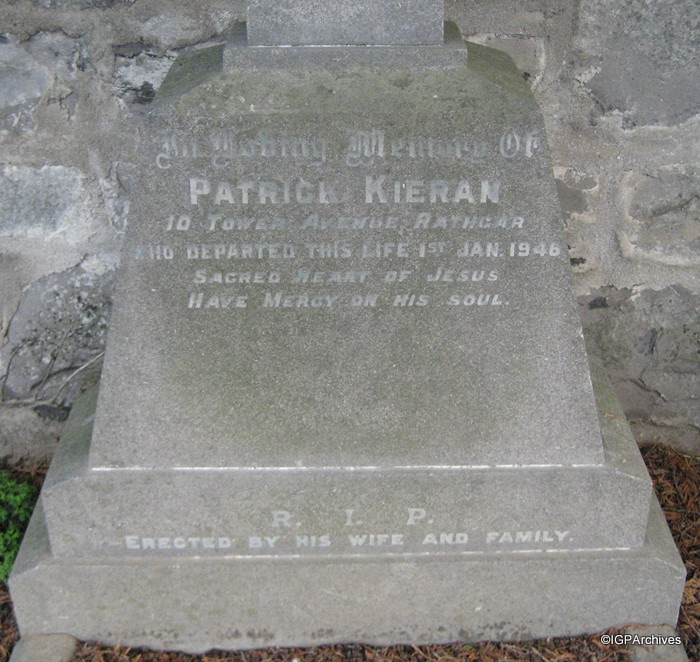 In Loving Memory Of
PATRICK KIERAN
10 TOWER AVENUE, RATHGAR
WHO DEPARTED THIS LIFE 1ST JAN. 1946
SACRED HEART OF JESUS
HAVE MERCY ON HIS SOUL.
R. I. P.
ERECTED BY HIS WIFE AND FAMILY.
©IGPArchives